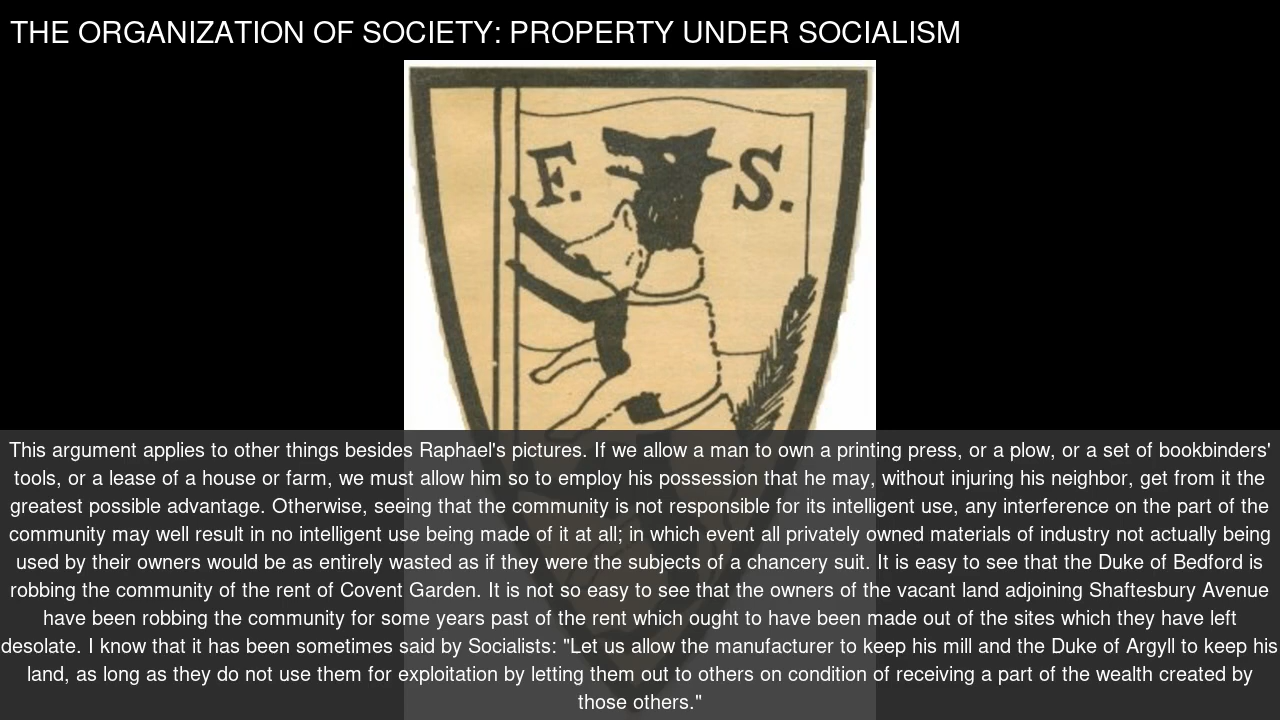 THE ORGANIZATION OF SOCIETY: PROPERTY UNDER SOCIALISM
F. S.
This argument applies to other things besides Raphael's pictures. If we allow a man to own a printing press, or a plow, or a set of bookbinders'
tools, or a lease of a house or farm, we must allow him so to employ his possession that he may, without injuring his neighbor, get from it the
greatest possible advantage. Otherwise, seeing that the community is not responsible for its intelligent use, any interference on the part of the
community may well result in no intelligent use being made of it at all; in which event all privately owned materials of industry not actually being
used by their owners would be as entirely wasted as if they were the subjects of a chancery suit. It is easy to see that the Duke of Bedford is
robbing the community of the rent of Covent Garden. It is not so easy to see that the owners of the vacant land adjoining Shaftesbury Avenue
have been robbing the community for some years past of the rent which ought to have been made out of the sites which they have left
desolate. I know that it has been sometimes said by Socialists: "Let us allow the manufacturer to keep his mill and the Duke of Argyll to keep his
land, as long as they do not use them for exploitation by letting them out to others on condition of receiving a part of the wealth created by
those others."